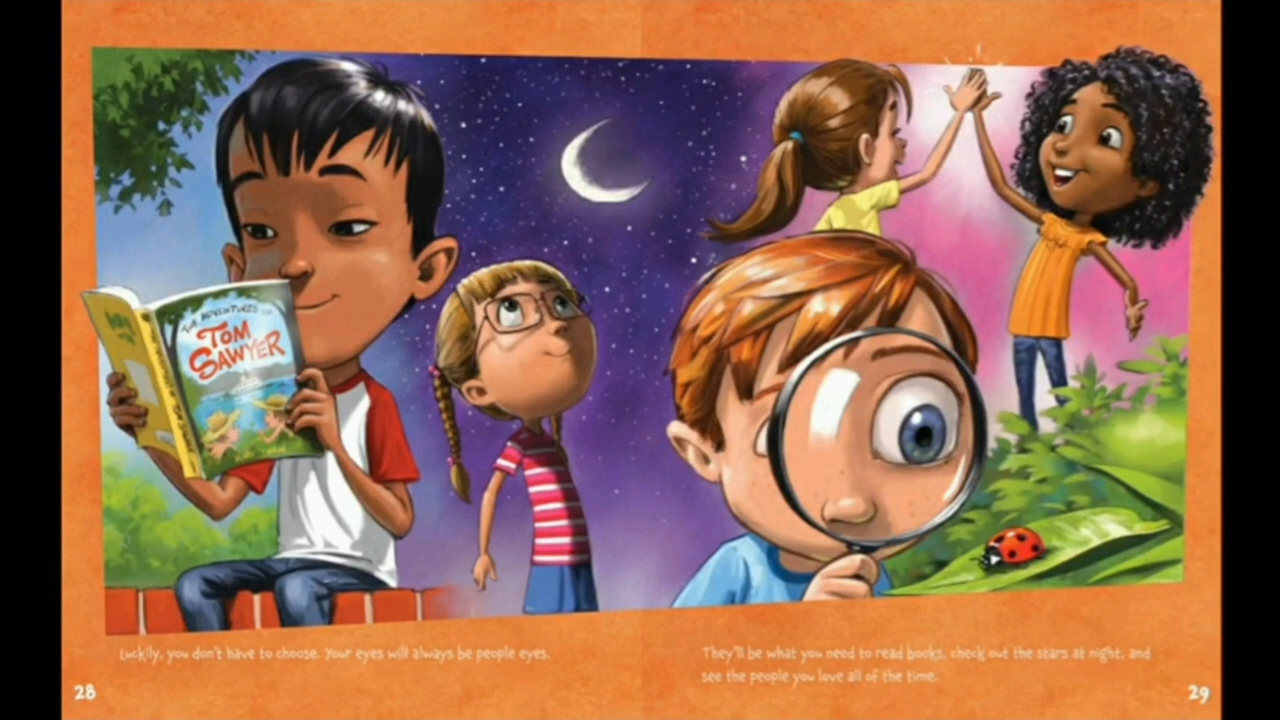 THE ADVENTURES OF
TOM
SAWYER
Luckily, you don't have to choose. Your eyes will always be people eyes.
They'll be what you need to read books, check out the stars at night, and
see the people you love all of the time.
28
29